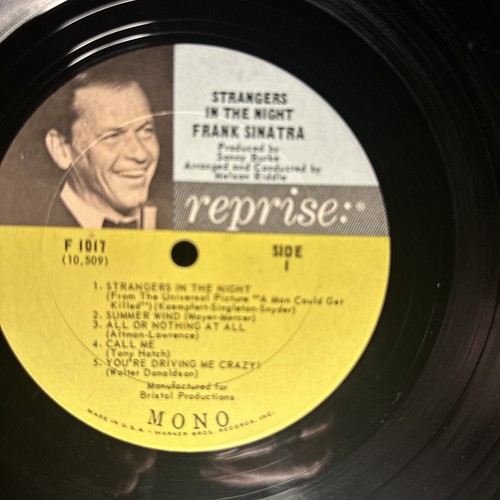 STRANGERS
IN THE NIGHT
FRANK SINATRA
Produced by
Sonny Burke
Arranged and Conducted by
Nelson Riddle
reprise:®
F 1017
(10,509)
SIDE
1
1. STRANGERS IN THE NIGHT
(From The Universal Picture "A Man Could Get
Killed") (Kaempfert-Singleton-Snyder)
2. SUMMER WIND (Mayer-Mercer)
3. ALL OR NOTHING AT ALL
(Altman-Lawrence)
4. CALL ME
(Tony Hatch)
5. YOU'RE DRIVING ME CRAZY!
(Walter Donaldson)
Manufactured for
Bristol Productions
MONO
MADE IN U.S.A. • WARNER BROS. RECORDS, INC.